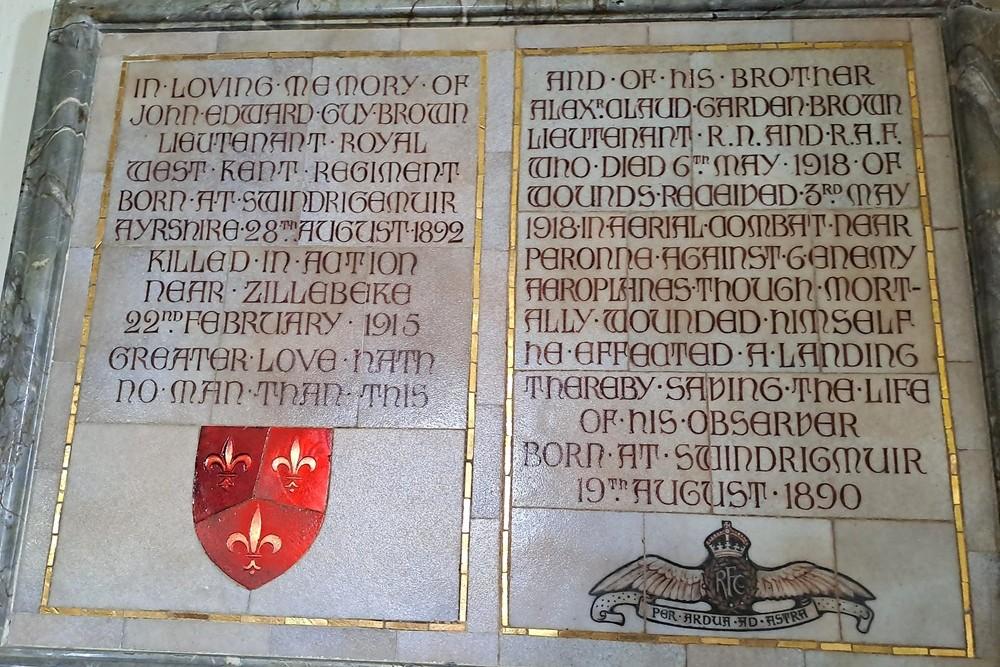 IN·LOVING·MEMORY·OF
JOHN·EDWARD·GUY·BROWN
LIEUTENANT·ROYAL
WEST·KENT·REGIMENT
BORN·AT·SWINDRIGEMUIR
AYRSHIRE·28TH·AUGUST·1892
KILLED·IN·ACTION
NEAR·ZILLEBEKE
22ND·FEBRUARY·1915
GREATER·LOVE·HATH
NO·MAN·THAN·THIS
AND·OF·HIS·BROTHER
ALEXR·CLAUD·GARDEN·BROWN
LIEUTENANT·R.N.AND·R.A.F.
WHO·DIED·6TH·MAY·1918·OF
WOUNDS·RECEIVED·3RD·MAY
1918·IN·AERIAL·COMBAT·NEAR
PERONNE·AGAINST·6·ENEMY
AEROPLANES·THOUGH·MORT-
ALLY·WOUNDED·HIMSELF
HE·EFFECTED·A·LANDING
THEREBY·SAVING·THE·LIFE
OF·HIS·OBSERVER
BORN·AT·SWINDRIGMUIR
19TH·AUGUST·1890
RFC
PER·ARDUA·AD·ASTRA